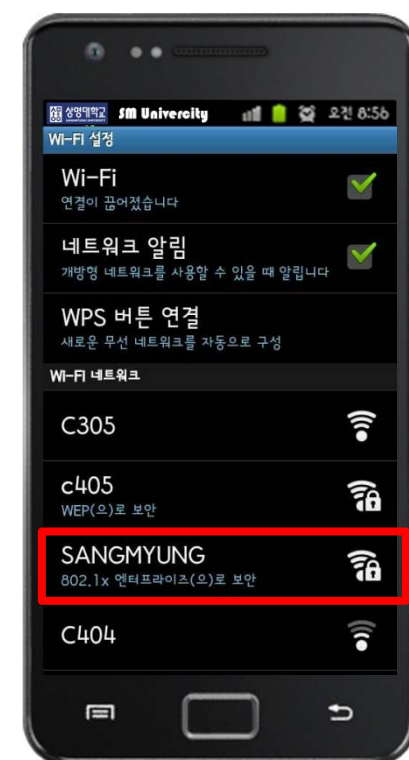 상명대학교 SM Univercity 오전 8:56
Wi-Fi 설정
Wi-Fi
연결이 끊어졌습니다
네트워크 알림
개방형 네트워크를 사용할 수 있을 때 알립니다
WPS 버튼 연결
새로운 무선 네트워크를 자동으로 구성
Wi-Fi 네트워크
C305
c405
WEP(으)로 보안
SANGMYUNG
802.1x 엔터프라이즈(으)로 보안
C404